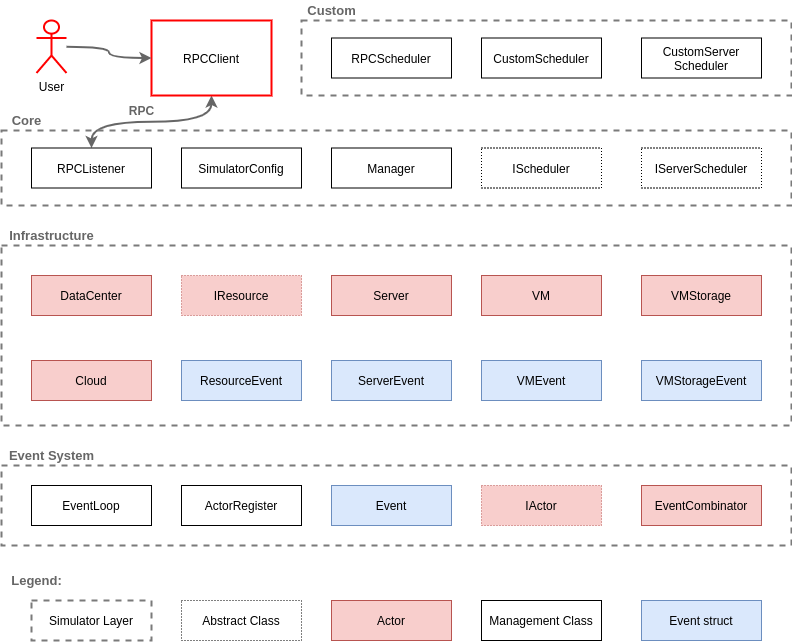 Custom
User
RPCClient
RPCScheduler
CustomScheduler
CustomServer
Scheduler
RPC
Core
RPCListener
SimulatorConfig
Manager
IScheduler
IServerScheduler
Infrastructure
DataCenter
IResource
Server
VM
VMStorage
Cloud
ResourceEvent
ServerEvent
VMEvent
VMStorageEvent
Event System
EventLoop
ActorRegister
Event
IActor
EventCombinator
Legend:
Simulator Layer
Abstract Class
Actor
Management Class
Event struct